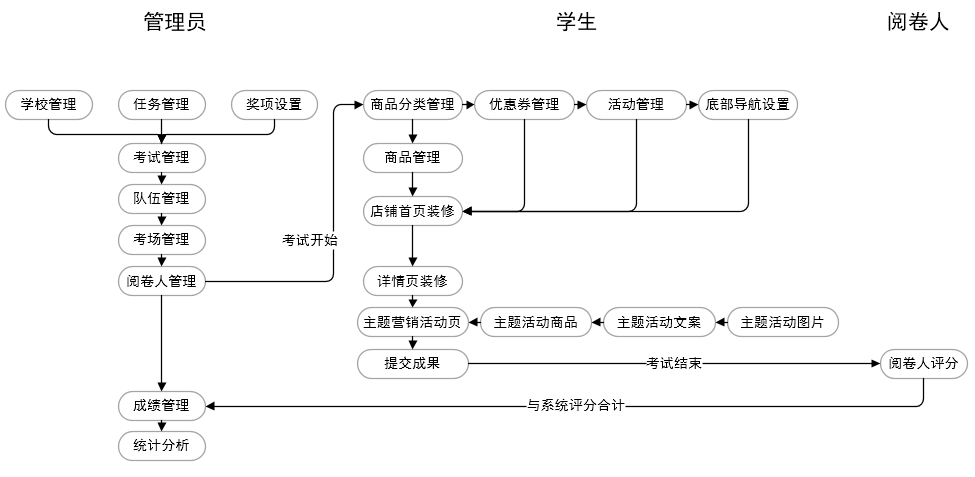 管理员
学生
阅卷人
学校管理
任务管理
奖项设置
商品分类管理
优惠券管理
活动管理
底部导航设置
考试管理
商品管理
队伍管理
店铺首页装修
考场管理
考试开始
阅卷人管理
详情页装修
主题营销活动页
主题活动商品
主题活动文案
主题活动图片
提交成果
考试结束
阅卷人评分
成绩管理
与系统评分合计
统计分析